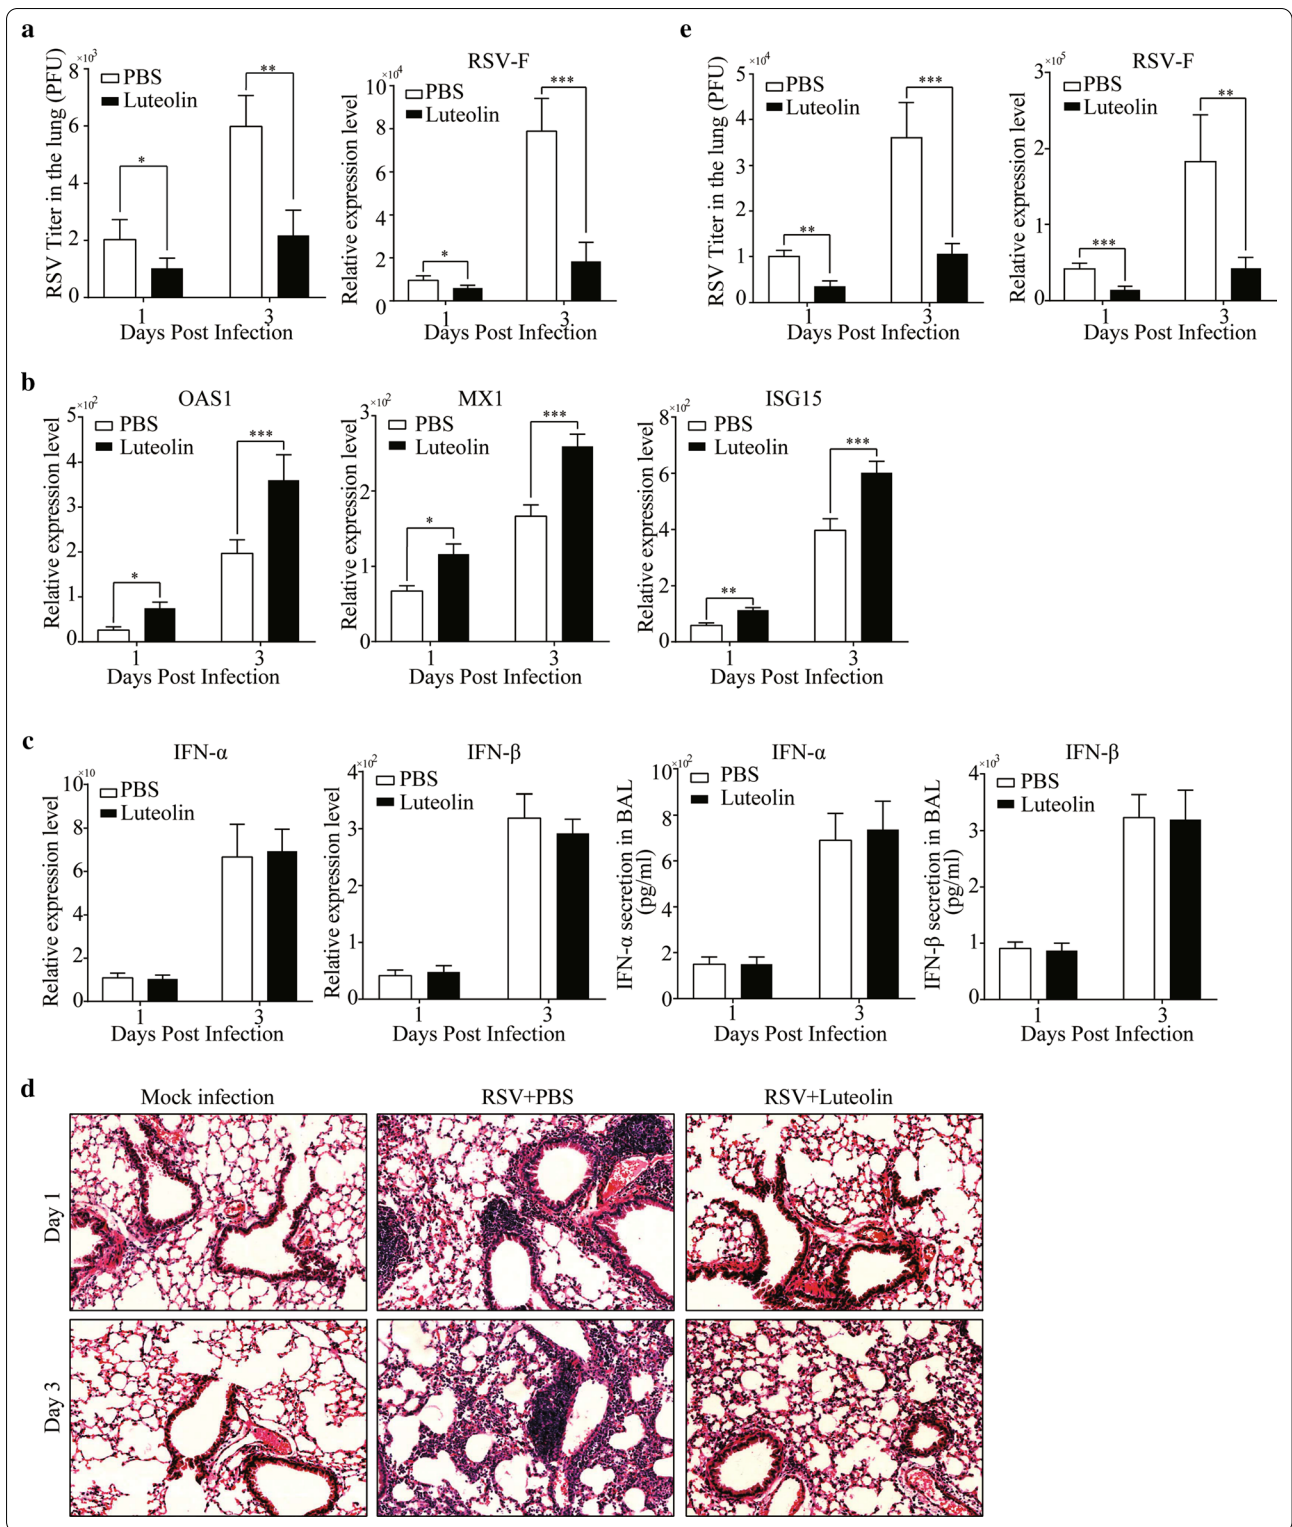 a
×10³
RSV Titer in the lung (PFU)
8
6
4
2
0
PBS
Luteolin
*
**
1
3
Days Post Infection
RSV-F
×10⁴
Relative expression level
10
8
6
4
2
0
PBS
Luteolin
*
***
1
3
Days Post Infection
e
×10⁴
RSV Titer in the lung (PFU)
5
4
3
2
1
0
PBS
Luteolin
**
***
1
3
Days Post Infection
RSV-F
×10⁵
Relative expression level
3
2
1
0
PBS
Luteolin
***
**
1
3
Days Post Infection
b
OAS1
×10²
Relative expression level
5
4
3
2
1
0
PBS
Luteolin
*
***
1
3
Days Post Infection
MX1
×10²
Relative expression level
3
2
1
0
PBS
Luteolin
*
***
1
3
Days Post Infection
ISG15
×10²
Relative expression level
8
6
4
2
0
PBS
Luteolin
**
***
1
3
Days Post Infection
c
IFN-α
×10
Relative expression level
10
8
6
4
2
0
PBS
Luteolin
1
3
Days Post Infection
IFN-β
×10²
Relative expression level
4
3
2
1
0
PBS
Luteolin
1
3
Days Post Infection
IFN-α
×10²
IFN-α secretion in BAL
(pg/ml)
10
8
6
4
2
0
PBS
Luteolin
1
3
Days Post Infection
IFN-β
×10³
IFN-β secretion in BAL
(pg/ml)
4
3
2
1
0
PBS
Luteolin
1
3
Days Post Infection
d
Mock infection
RSV+PBS
RSV+Luteolin
Day 1
Day 3